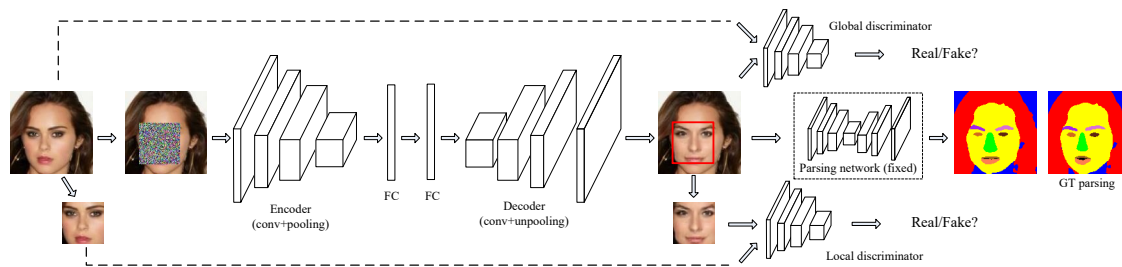 Global discriminator
Real/Fake?
Parsing network (fixed)
GT parsing
FC
FC
Encoder
(conv+pooling)
Decoder
(conv+unpooling)
Real/Fake?
Local discriminator